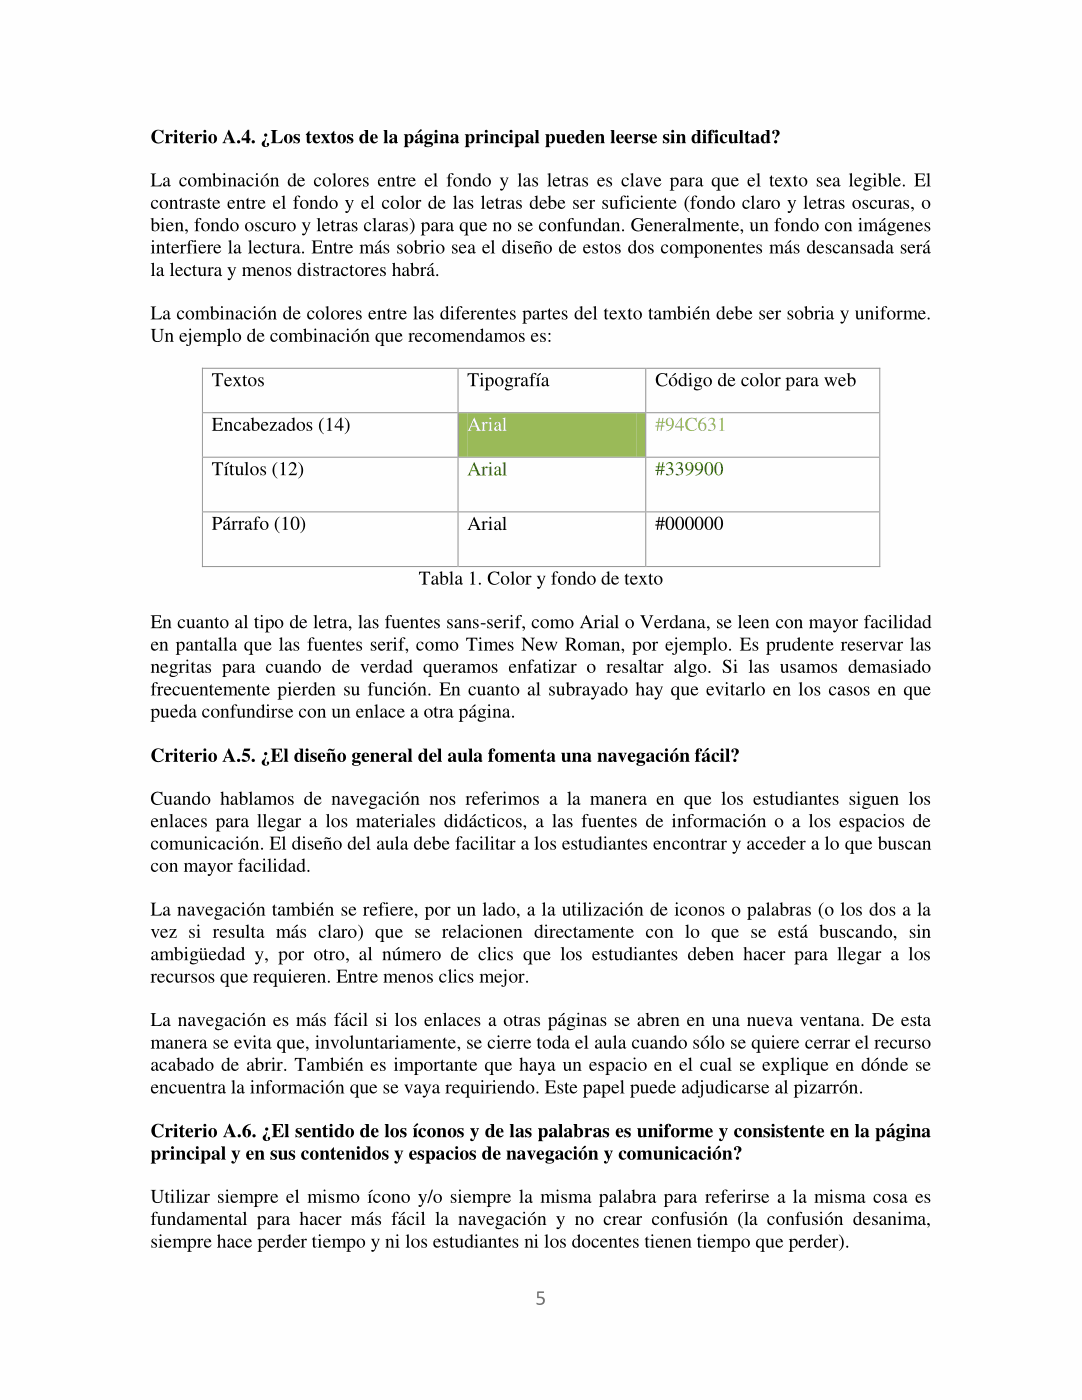 Criterio A.4. ¿Los textos de la página principal pueden leerse sin dificultad?
La combinación de colores entre el fondo y las letras es clave para que el texto sea legible. El
contraste entre el fondo y el color de las letras debe ser suficiente (fondo claro y letras oscuras, o
bien, fondo oscuro y letras claras) para que no se confundan. Generalmente, un fondo con imágenes
interfiere la lectura. Entre más sobrio sea el diseño de estos dos componentes más descansada será
la lectura y menos distractores habrá.
La combinación de colores entre las diferentes partes del texto también debe ser sobria y uniforme.
Un ejemplo de combinación que recomendamos es:
Textos Tipografía Código de color para web
Encabezados (14) Arial #94C631
Títulos (12) Arial #339900
Párrafo (10) Arial #000000
Tabla 1. Color y fondo de texto
En cuanto al tipo de letra, las fuentes sans-serif, como Arial o Verdana, se leen con mayor facilidad
en pantalla que las fuentes serif, como Times New Roman, por ejemplo. Es prudente reservar las
negritas para cuando de verdad queramos enfatizar o resaltar algo. Si las usamos demasiado
frecuentemente pierden su función. En cuanto al subrayado hay que evitarlo en los casos en que
pueda confundirse con un enlace a otra página.
Criterio A.5. ¿El diseño general del aula fomenta una navegación fácil?
Cuando hablamos de navegación nos referimos a la manera en que los estudiantes siguen los
enlaces para llegar a los materiales didácticos, a las fuentes de información o a los espacios de
comunicación. El diseño del aula debe facilitar a los estudiantes encontrar y acceder a lo que buscan
con mayor facilidad.
La navegación también se refiere, por un lado, a la utilización de iconos o palabras (o los dos a la
vez si resulta más claro) que se relacionen directamente con lo que se está buscando, sin
ambigüedad y, por otro, al número de clics que los estudiantes deben hacer para llegar a los
recursos que requieren. Entre menos clics mejor.
La navegación es más fácil si los enlaces a otras páginas se abren en una nueva ventana. De esta
manera se evita que, involuntariamente, se cierre toda el aula cuando sólo se quiere cerrar el recurso
acabado de abrir. También es importante que haya un espacio en el cual se explique en dónde se
encuentra la información que se vaya requiriendo. Este papel puede adjudicarse al pizarrón.
Criterio A.6. ¿El sentido de los íconos y de las palabras es uniforme y consistente en la página
principal y en sus contenidos y espacios de navegación y comunicación?
Utilizar siempre el mismo ícono y/o siempre la misma palabra para referirse a la misma cosa es
fundamental para hacer más fácil la navegación y no crear confusión (la confusión desanima,
siempre hace perder tiempo y ni los estudiantes ni los docentes tienen tiempo que perder).
5